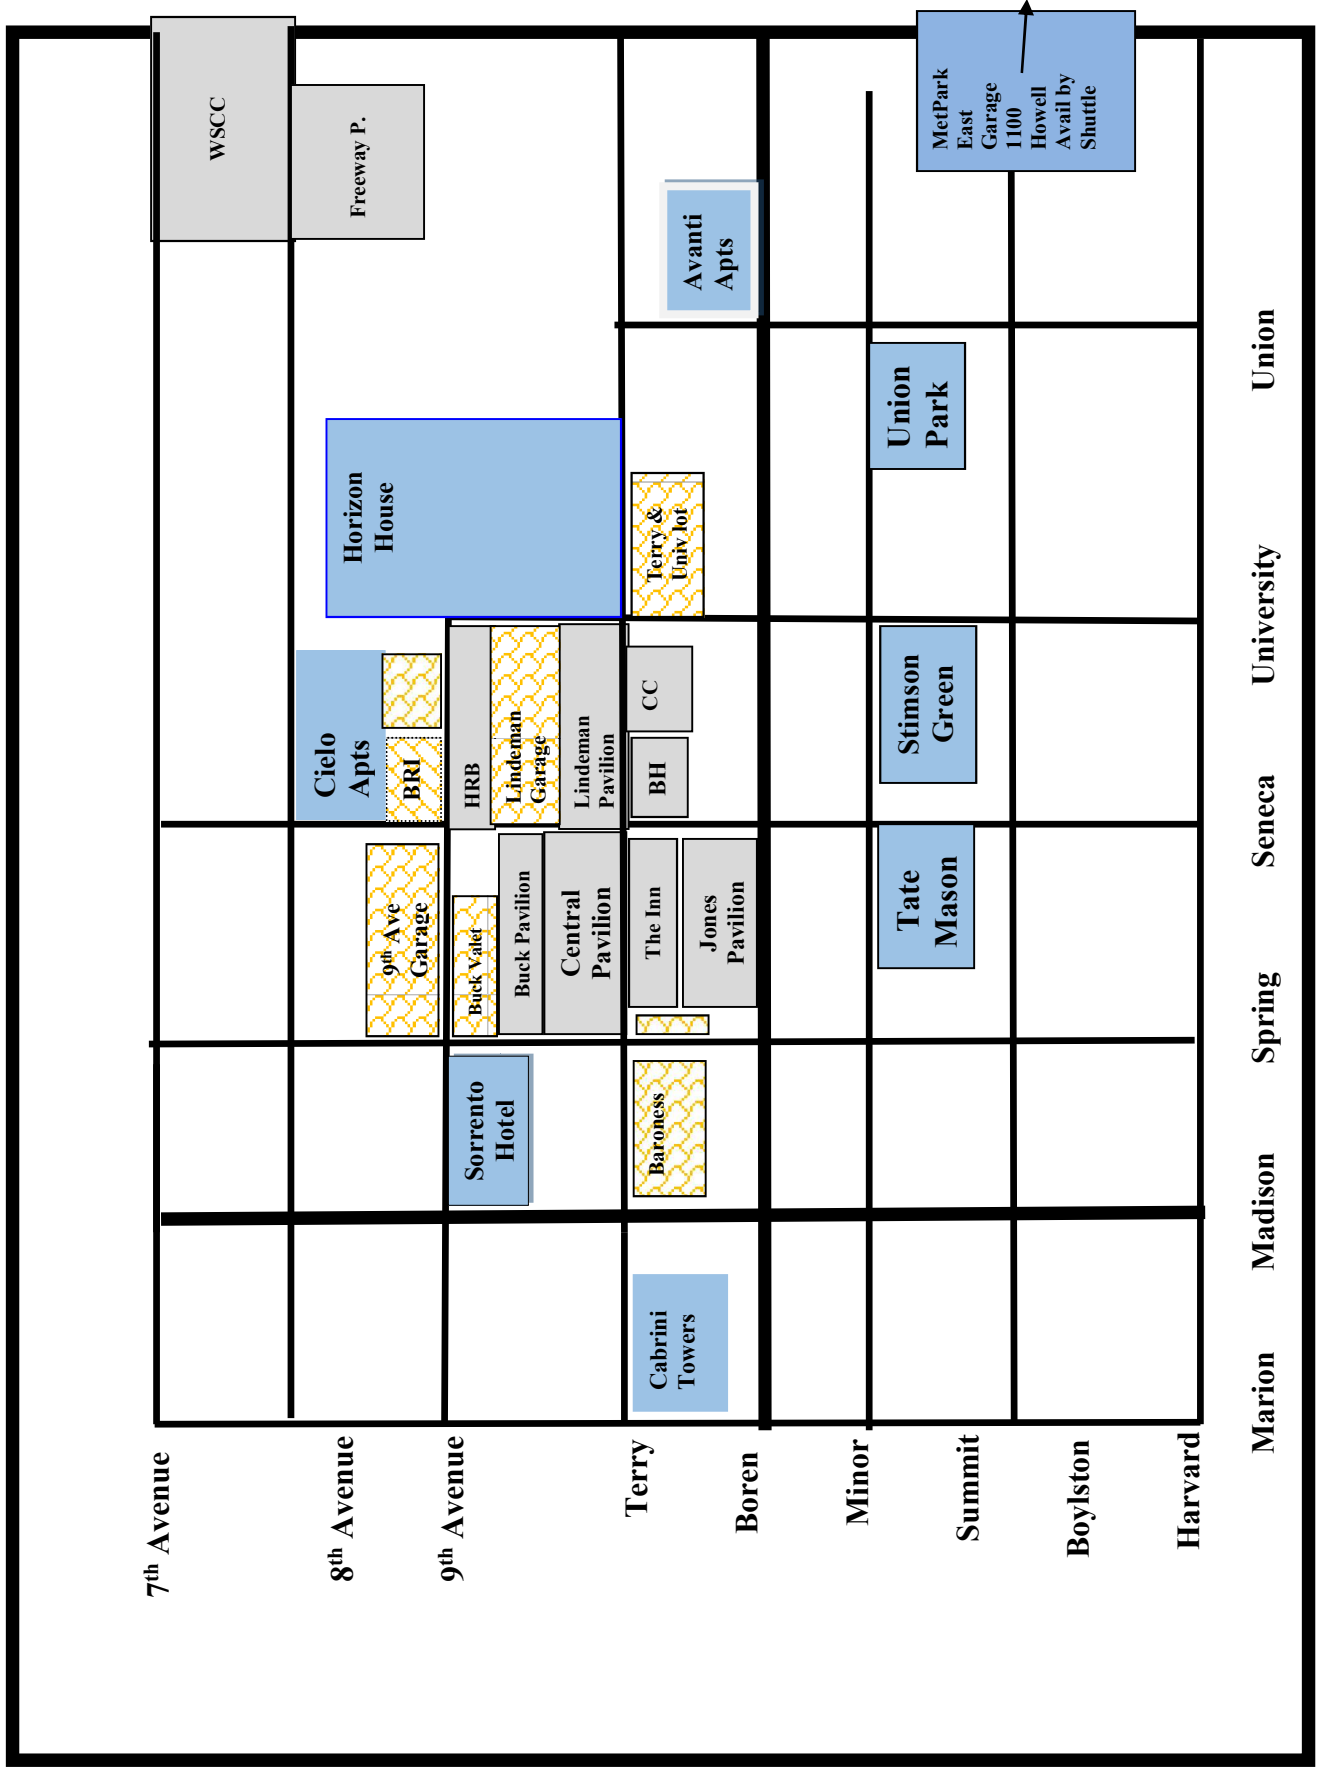 WSCC
Freeway P.
MetPark
East
Garage
1100
Howell
Avail by
Shuttle
Avanti
Apts
Union
Park
Horizon
House
Terry &
Univ lot
Cielo
Apts
BRI
HRB
Lindeman
Garage
Lindeman
Pavilion
CC
BH
Stimson
Green
9th Ave
Garage
Buck Valet
Buck Pavilion
Central
Pavilion
The Inn
Jones
Pavilion
Tate
Mason
Sorrento
Hotel
Baroness
Cabrini
Towers
7th Avenue
8th Avenue
9th Avenue
Terry
Boren
Minor
Summit
Boylston
Harvard
Marion
Madison
Spring
Seneca
University
Union